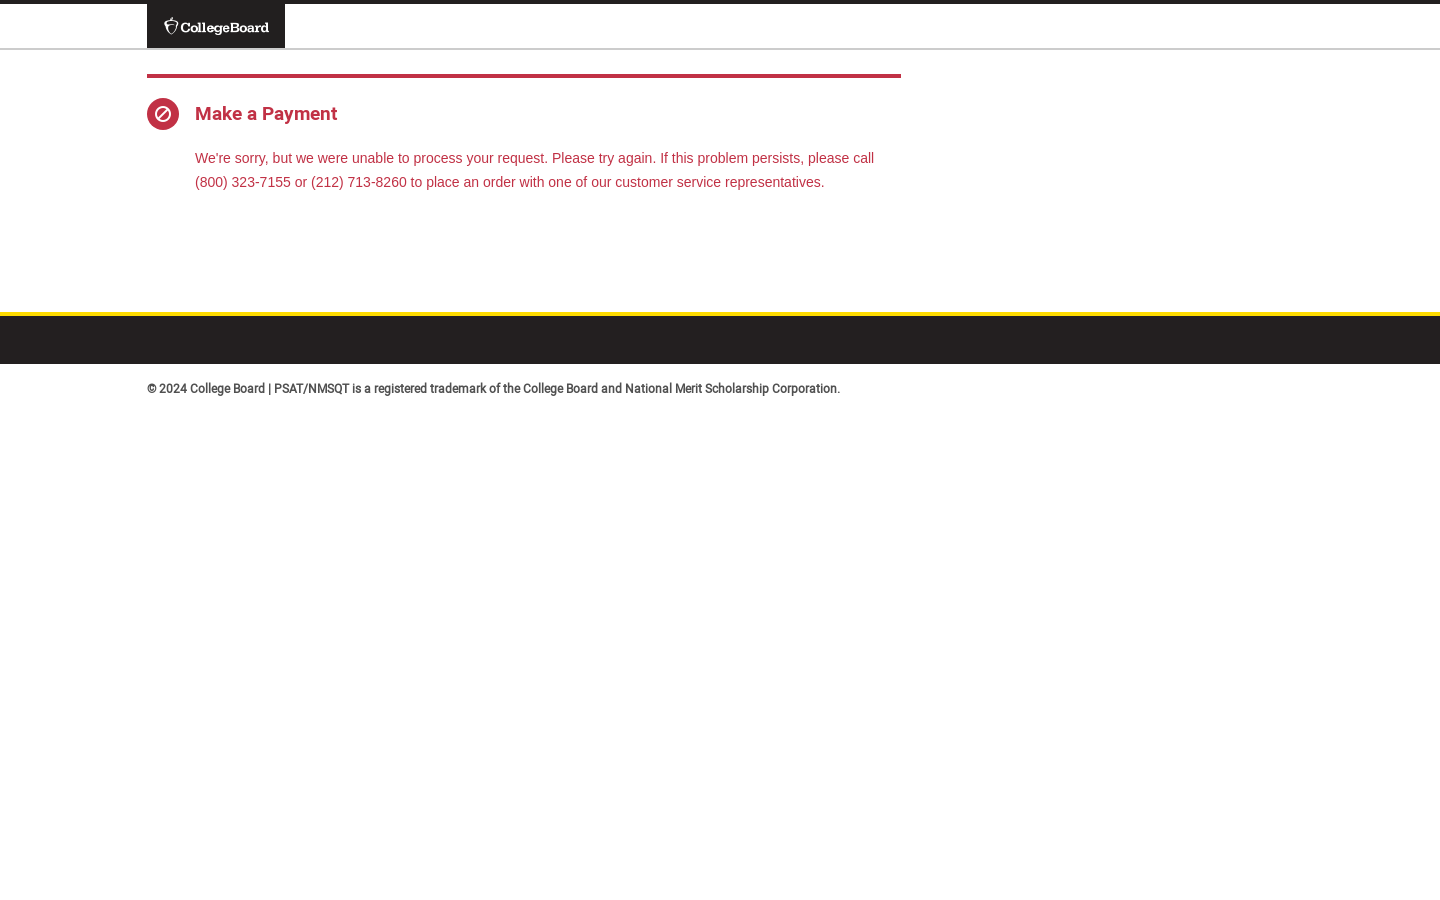 CollegeBoard
Make a Payment
We're sorry, but we were unable to process your request. Please try again. If this problem persists, please call
(800) 323-7155 or (212) 713-8260 to place an order with one of our customer service representatives.
© 2024 College Board | PSAT/NMSQT is a registered trademark of the College Board and National Merit Scholarship Corporation.